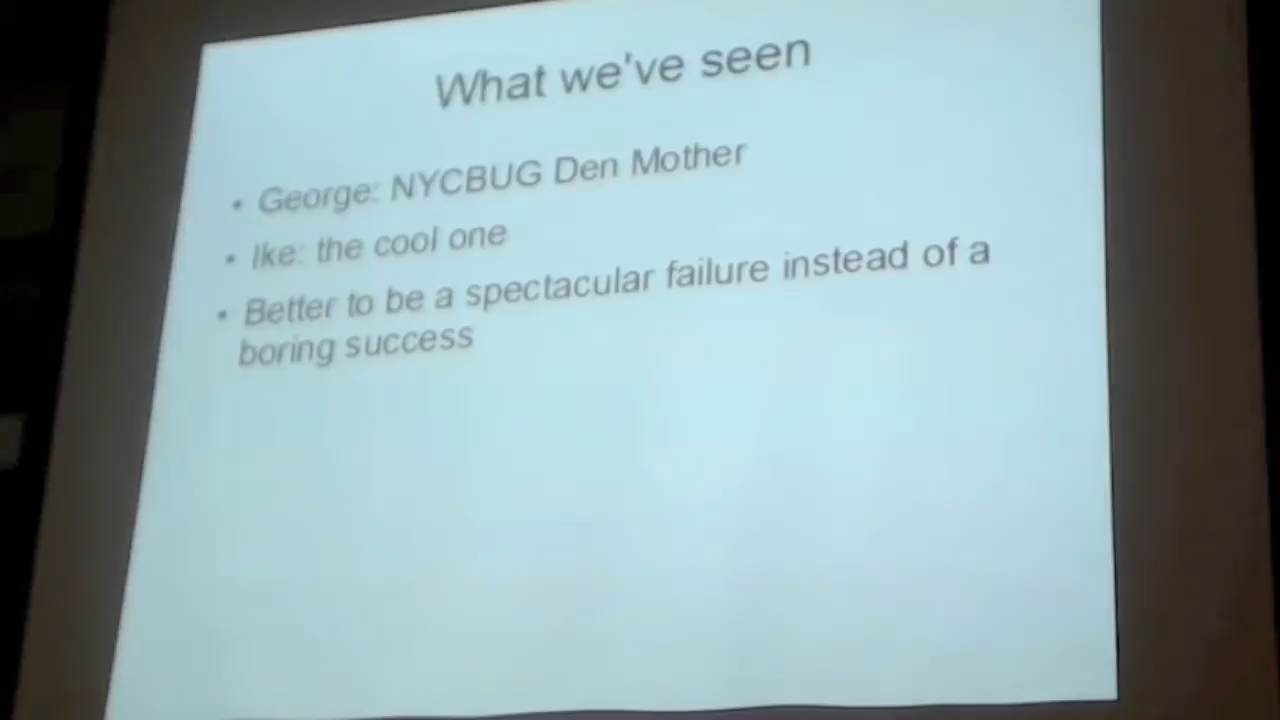 What we've seen
• George: NYCBUG Den Mother
• Ike: the cool one
• Better to be a spectacular failure instead of a
boring success